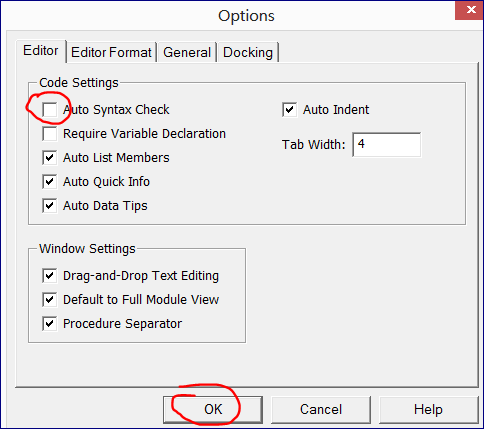 Options
Editor Editor Format General Docking
Code Settings
Auto Syntax Check Auto Indent
Require Variable Declaration
Tab Width: 4
Auto List Members
Auto Quick Info
Auto Data Tips
Window Settings
Drag-and-Drop Text Editing
Default to Full Module View
Procedure Separator
OK Cancel Help